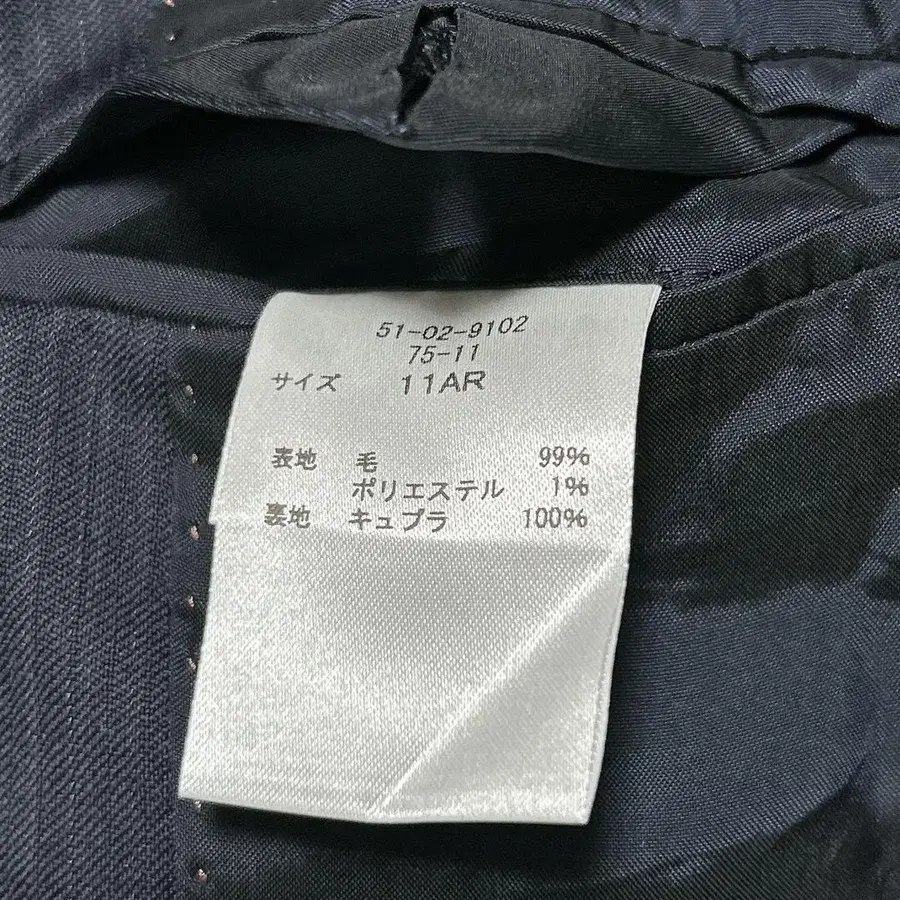 51-02-9102
75-11
サイズ 11AR
表地 毛 99%
ポリエステル 1%
裏地 キュプラ 100%